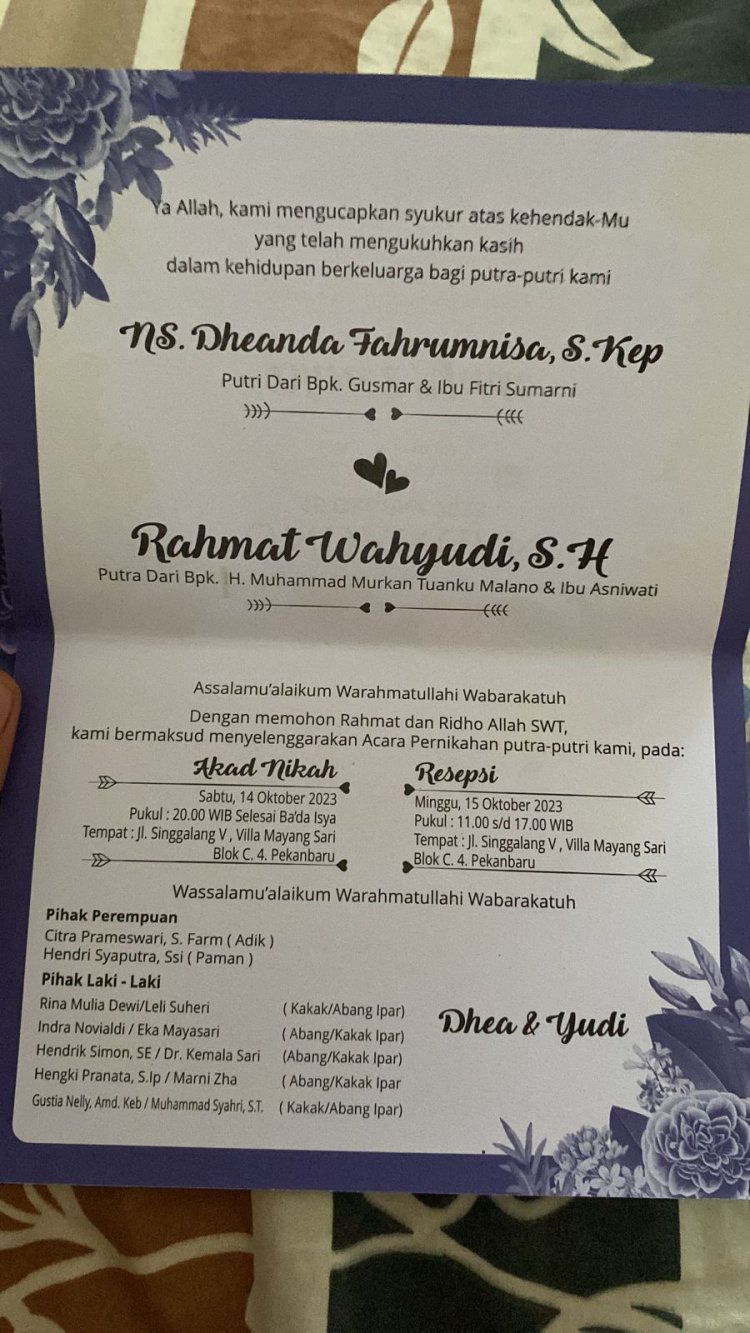 Ya Allah, kami mengucapkan syukur atas kehendak-Mu
yang telah mengukuhkan kasih
dalam kehidupan berkeluarga bagi putra-putri kami
NS. Dheanda Fahrumnisa, S.Kep
Putri Dari Bpk. Gusmar & Ibu Fitri Sumarni
Rahmat Wahyudi, S.H
Putra Dari Bpk. H. Muhammad Murkan Tuanku Malano & Ibu Asniwati
Assalamu'alaikum Warahmatullahi Wabarakatuh
Dengan memohon Rahmat dan Ridho Allah SWT,
kami bermaksud menyelenggarakan Acara Pernikahan putra-putri kami, pada:
Akad Nikah
Sabtu, 14 Oktober 2023
Pukul : 20.00 WIB Selesai Ba'da Isya
Tempat : Jl. Singgalang V , Villa Mayang Sari
Blok C. 4. Pekanbaru
Resepsi
Minggu, 15 Oktober 2023
Pukul : 11.00 s/d 17.00 WIB
Tempat : Jl. Singgalang V , Villa Mayang Sari
Blok C. 4. Pekanbaru
Wassalamu'alaikum Warahmatullahi Wabarakatuh
Pihak Perempuan
Citra Prameswari, S. Farm ( Adik )
Hendri Syaputra, Ssi ( Paman )
Pihak Laki - Laki
Rina Mulia Dewi/Leli Suheri ( Kakak/Abang Ipar)
Indra Novialdi / Eka Mayasari ( Abang/Kakak Ipar)
Hendrik Simon, SE / Dr. Kemala Sari (Abang/Kakak Ipar)
Hengki Pranata, S.Ip / Marni Zha ( Abang/Kakak Ipar
Gustia Nelly, Amd. Keb / Muhammad Syahri, S.T. ( Kakak/Abang Ipar)
Dhea & Yudi